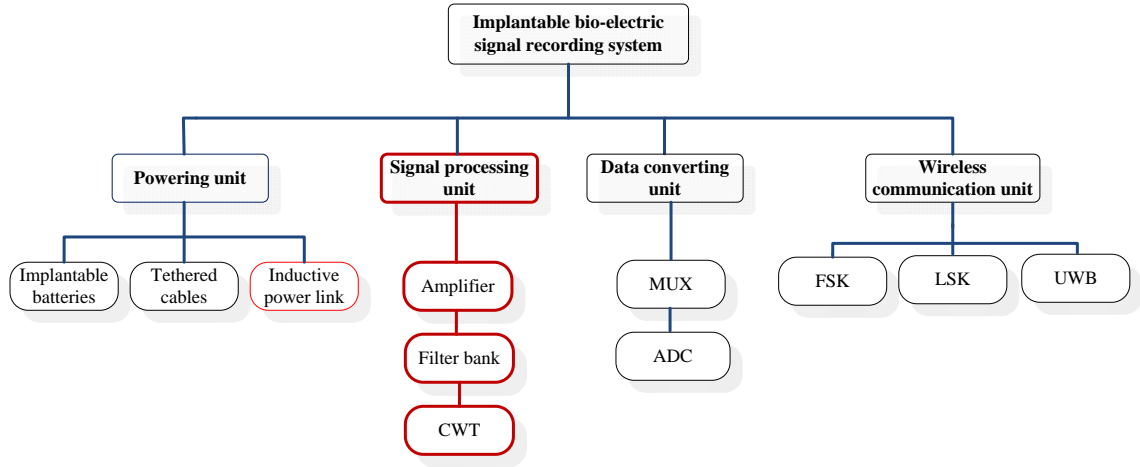 Implantable bio-electric
signal recording system
Powering unit
Signal processing
unit
Data converting
unit
Wireless
communication unit
Implantable
batteries
Tethered
cables
Inductive
power link
Amplifier
Filter bank
CWT
MUX
ADC
FSK
LSK
UWB